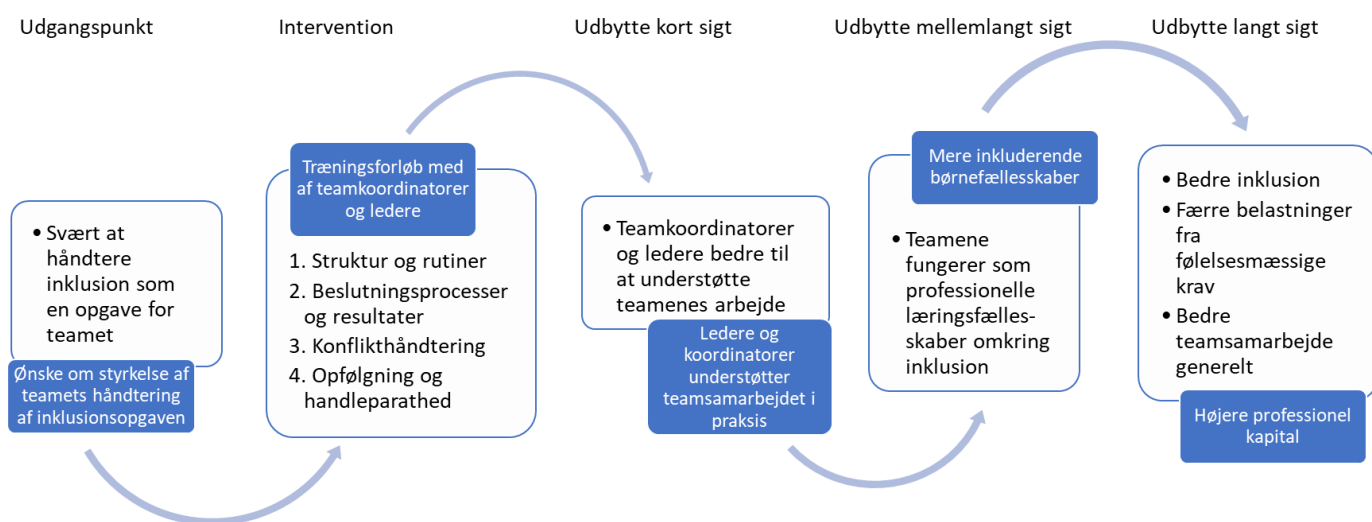 Udgangspunkt
Intervention
Udbytte kort sigt
Udbytte mellemlangt sigt
Udbytte langt sigt
• Svært at
håndtere
inklusion som
en opgave for
teamet
Ønske om styrkelse af
teamets håndtering
af inklusionsopgaven
Træningsforløb med
af teamkoordinatorer
og ledere
1. Struktur og rutiner
2. Beslutningsprocesser
og resultater
3. Konflikthåndtering
4. Opfølgning og
handleparathed
• Teamkoordinatorer
og ledere bedre til
at understøtte
teamenes arbejde
Ledere og
koordinatorer
understøtter
teamsamarbejdet i
praksis
Mere inkluderende
børnefællesskaber
• Teamene
fungerer som
professionelle
læringsfælles-
skaber omkring
inklusion
• Bedre inklusion
• Færre belastninger
fra
følelsesmæssige
krav
• Bedre
teamsamarbejde
generelt
Højere professionel
kapital